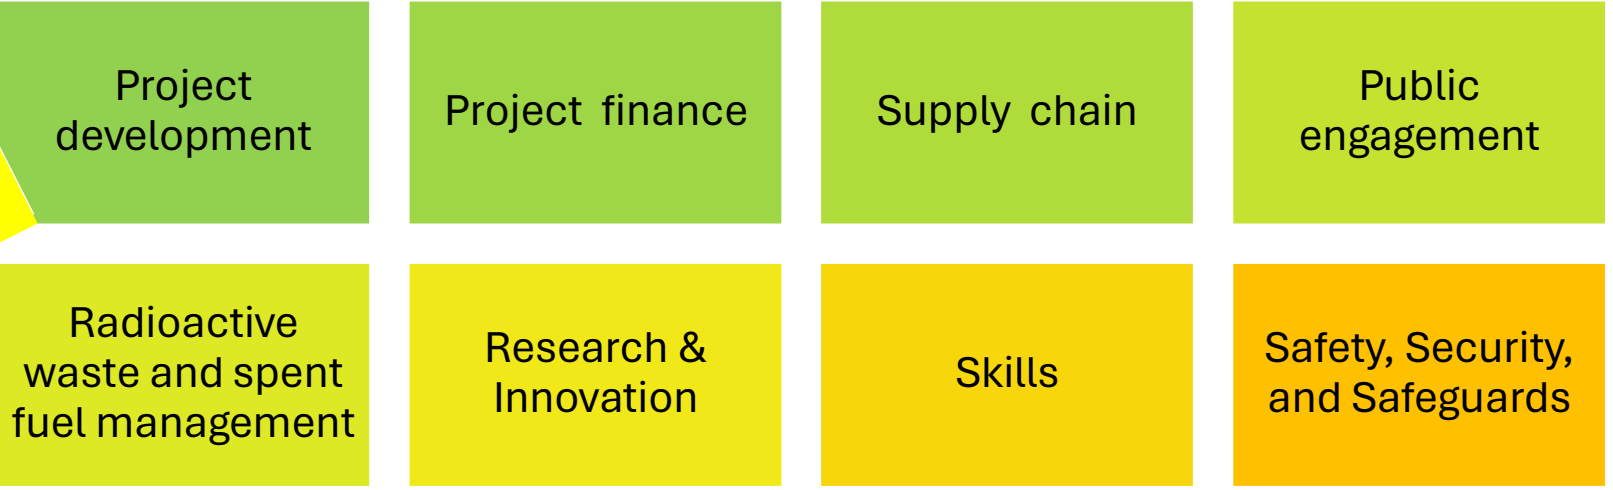 Project
development
Project finance
Supply chain
Public
engagement
Radioactive
waste and spent
fuel management
Research &
Innovation
Skills
Safety, Security,
and Safeguards